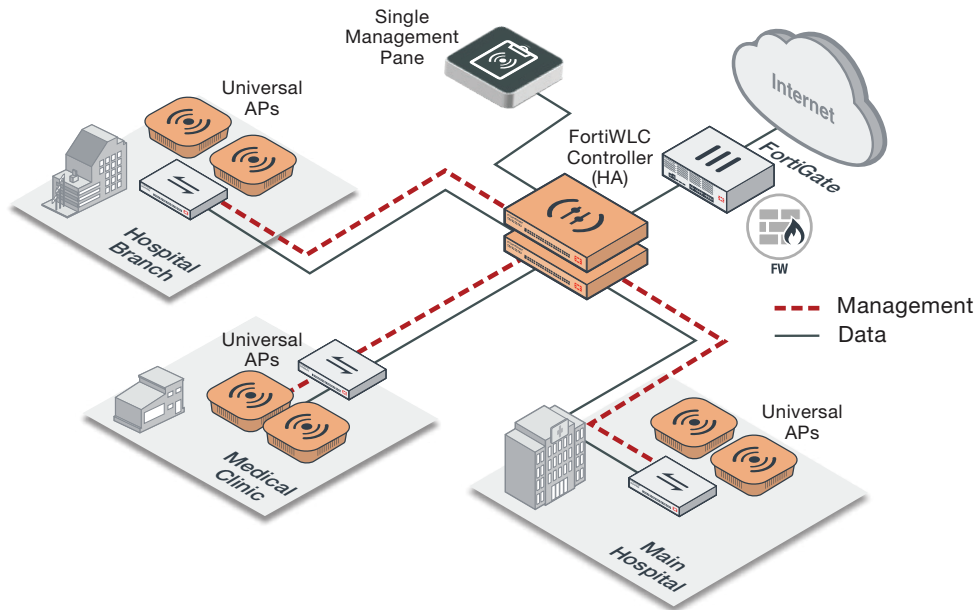 Single
Management
Pane
Universal
APs
Internet
FortiWLC
Controller
(HA)
FortiGate
FW
Hospital
Branch
Management
Data
Universal
APs
Medical
Clinic
Universal
APs
Main
Hospital